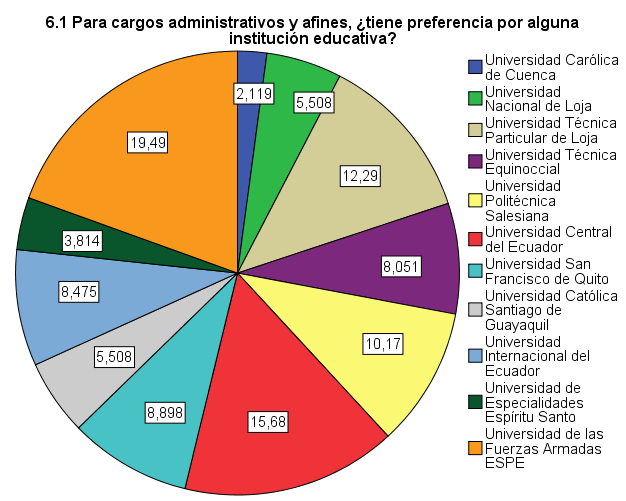 6.1 Para cargos administrativos y afines, ¿tiene preferencia por alguna
institución educativa?
2,119
5,508
12,29
8,051
10,17
15,68
8,898
5,508
8,475
3,814
19,49
Universidad Carólica
de Cuenca
Universidad
Nacional de Loja
Universidad Técnica
Particular de Loja
Universidad Técnica
Equinoccial
Universidad
Politécnica
Salesiana
Universidad Central
del Ecuador
Universidad San
Francisco de Quito
Universidad Católica
Santiago de
Guayaquil
Universidad
Internacional del
Ecuador
Universidad de
Especialidades
Espíritu Santo
Universidad de las
Fuerzas Armadas
ESPE